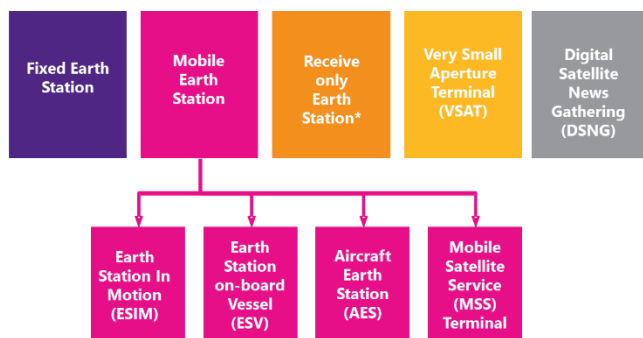 Fixed Earth
Station
Mobile
Earth
Station
Receive
only
Earth
Station*
Very Small
Aperture
Terminal
(VSAT)
Digital
Satellite
News
Gathering
(DSNG)
Earth
Station In
Motion
(ESIM)
Earth
Station
on-board
Vessel
(ESV)
Aircraft
Earth
Station
(AES)
Mobile
Satellite
Service
(MSS)
Terminal